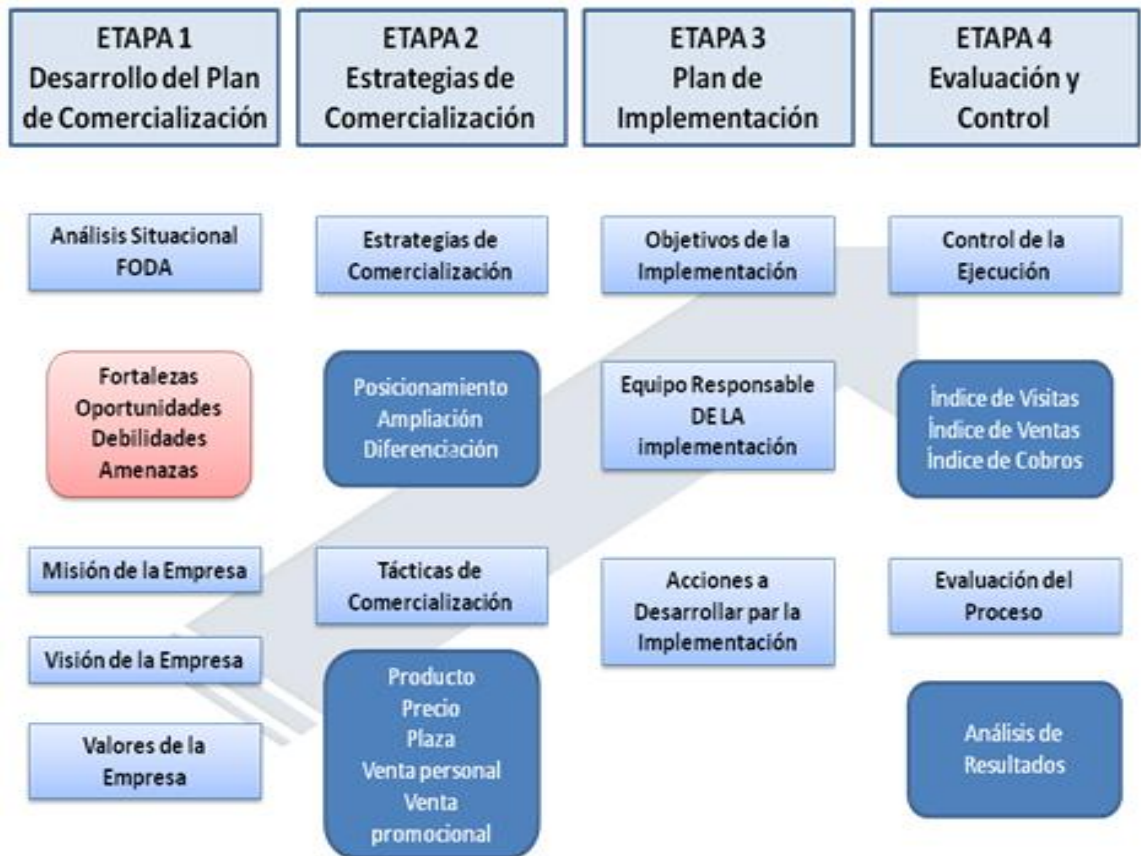 ETAPA 1
Desarrollo del Plan
de Comercialización
ETAPA 2
Estrategias de
Comercialización
ETAPA 3
Plan de
Implementación
ETAPA 4
Evaluación y
Control
Análisis Situacional
FODA
Fortalezas
Oportunidades
Debilidades
Amenazas
Misión de la Empresa
Visión de la Empresa
Valores de la
Empresa
Estrategias de
Comercialización
Posicionamiento
Ampliación
Diferenciación
Tácticas de
Comercialización
Producto
Precio
Plaza
Venta personal
Venta
promocional
Objetivos de la
Implementación
Equipo Responsable
DE LA
implementación
Acciones a
Desarrollar par la
Implementación
Control de la
Ejecución
Índice de Visitas
Índice de Ventas
Índice de Cobros
Evaluación del
Proceso
Análisis de
Resultados